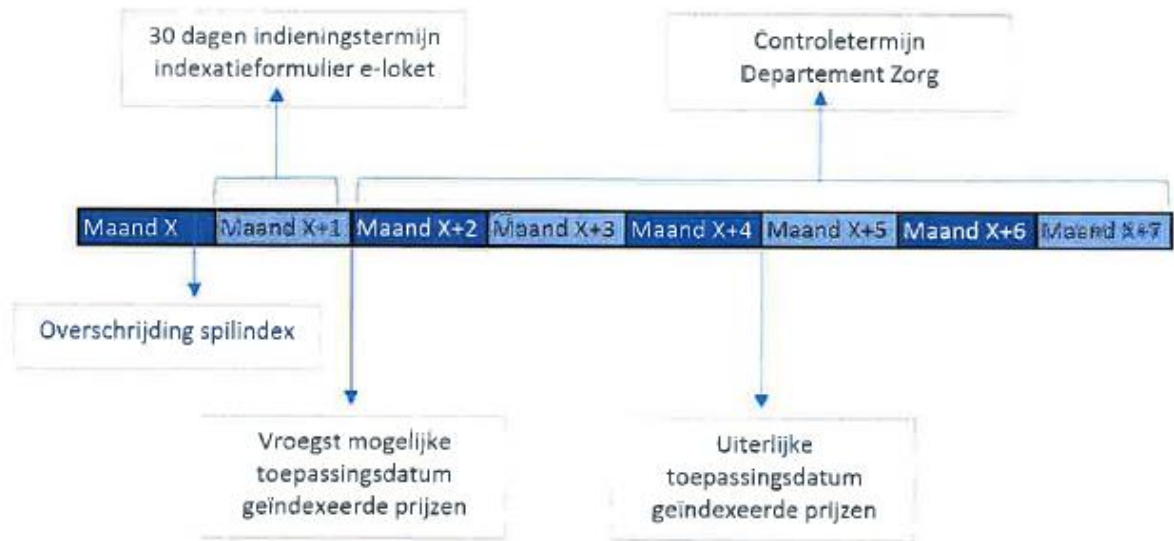 30 dagen indieningstermijn
indexatieformulier e-loket
Controletermijn
Departement Zorg
Maand X
Maand X+1
Maand X+2
Maand X+3
Maand X+4
Maand X+5
Maand X+6
Maand X+7
Overschrijding spilindex
Vroegst mogelijke
toepassingsdatum
geïndexeerde prijzen
Uiterlijke
toepassingsdatum
geïndexeerde prijzen